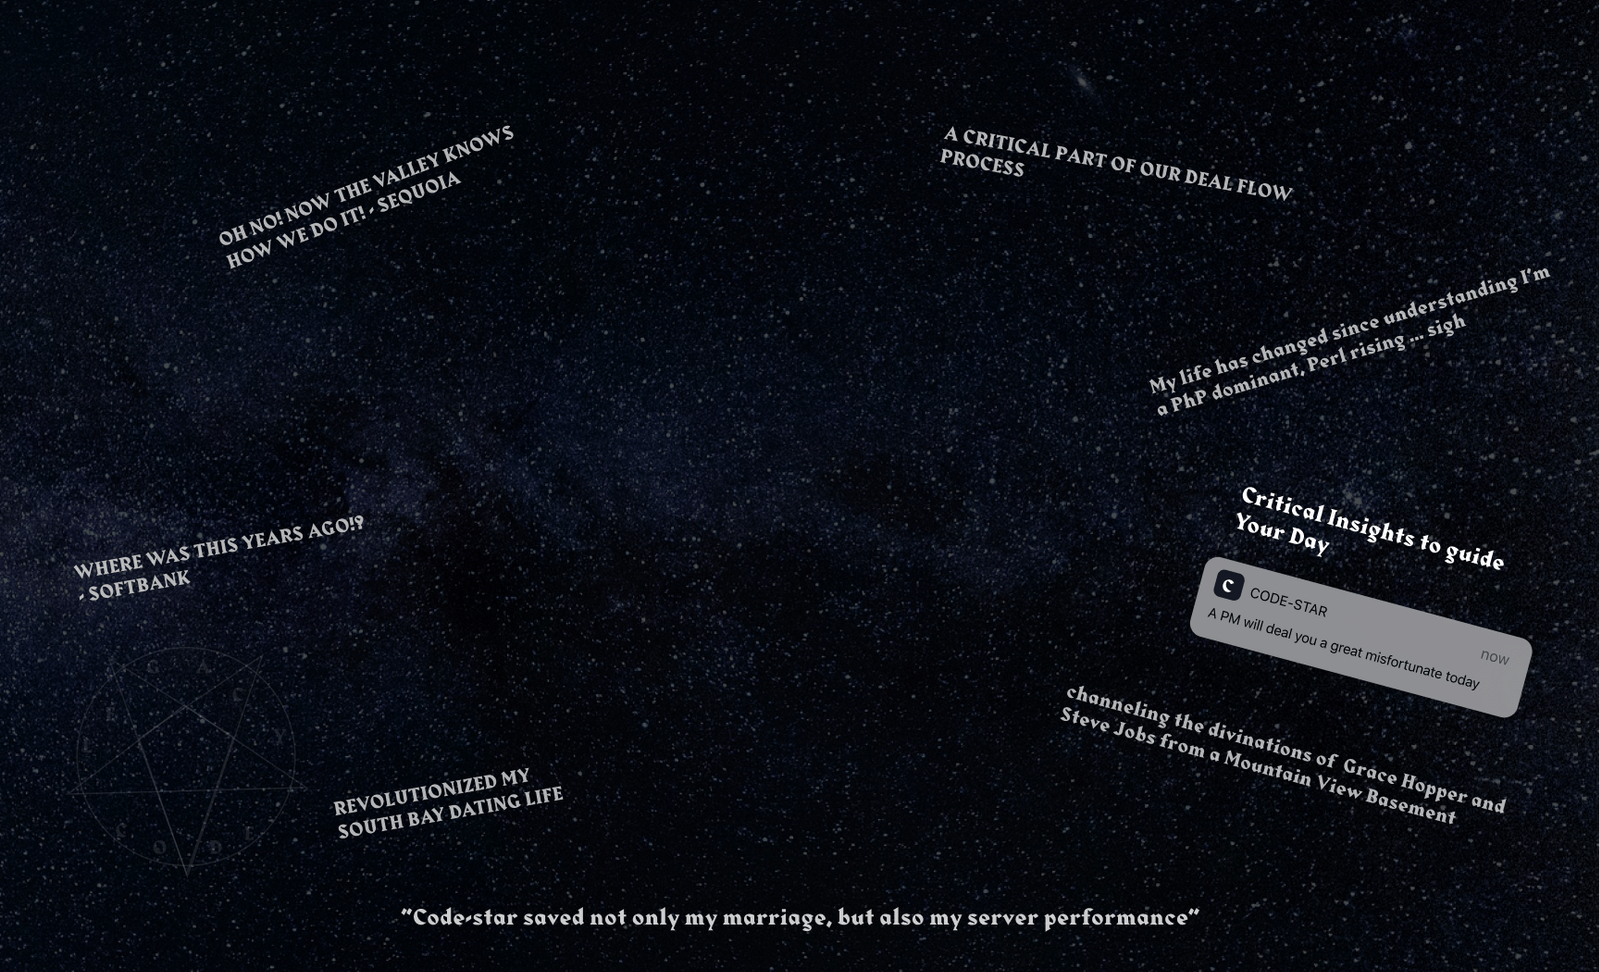 OH NO! NOW THE VALLEY KNOWS
HOW WE DO IT! - SEQUOIA
A CRITICAL PART OF OUR DEAL FLOW
PROCESS
My life has changed since understanding I'm
a PhP dominant, Perl rising ... sigh
Critical Insights to guide
Your Day
C
CODE-STAR
now
A PM will deal you a great misfortunate today
WHERE WAS THIS YEARS AGO!?
- SOFTBANK
channeling the divinations of Grace Hopper and
Steve Jobs from a Mountain View Basement
REVOLUTIONIZED MY
SOUTH BAY DATING LIFE
"Code-star saved not only my marriage, but also my server performance"